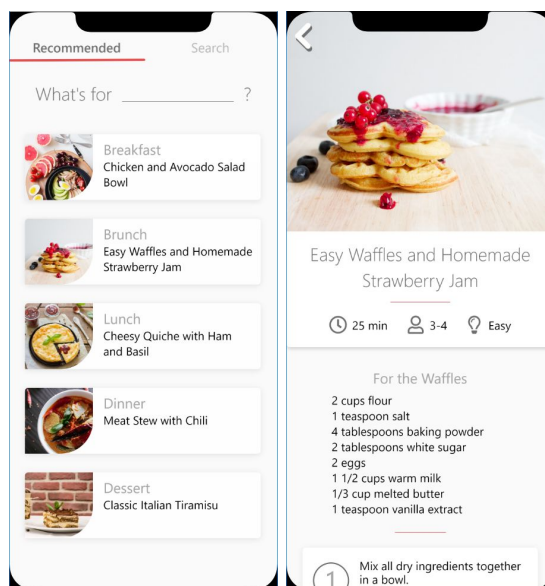 Recommended
Search
What's for ____________ ?
Breakfast
Chicken and Avocado Salad
Bowl
Brunch
Easy Waffles and Homemade
Strawberry Jam
Lunch
Cheesy Quiche with Ham
and Basil
Dinner
Meat Stew with Chili
Dessert
Classic Italian Tiramisu
Easy Waffles and Homemade
Strawberry Jam
25 min
3-4
Easy
For the Waffles
2 cups flour
1 teaspoon salt
4 tablespoons baking powder
2 tablespoons white sugar
2 eggs
1 1/2 cups warm milk
1/3 cup melted butter
1 teaspoon vanilla extract
1
Mix all dry ingredients together
in a bowl.